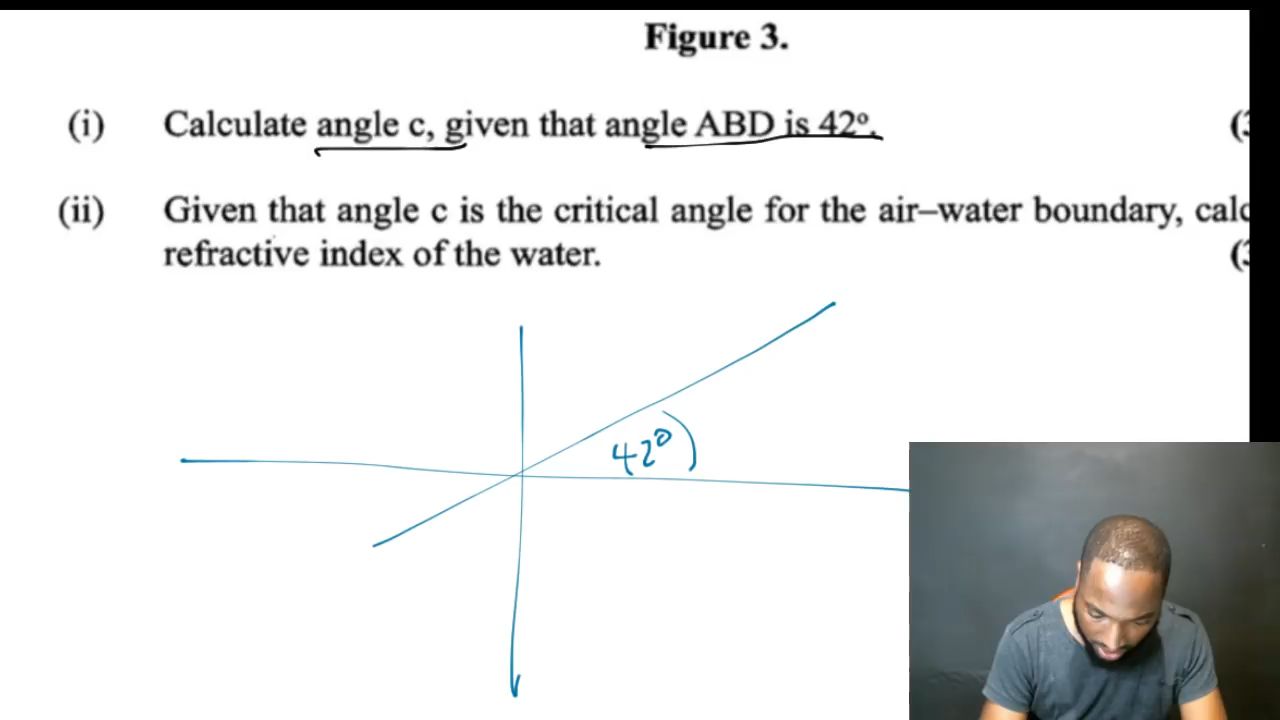 Figure 3.
(i) Calculate angle c, given that angle ABD is 42°.
(ii) Given that angle c is the critical angle for the air–water boundary,
refractive index of the water.
42°